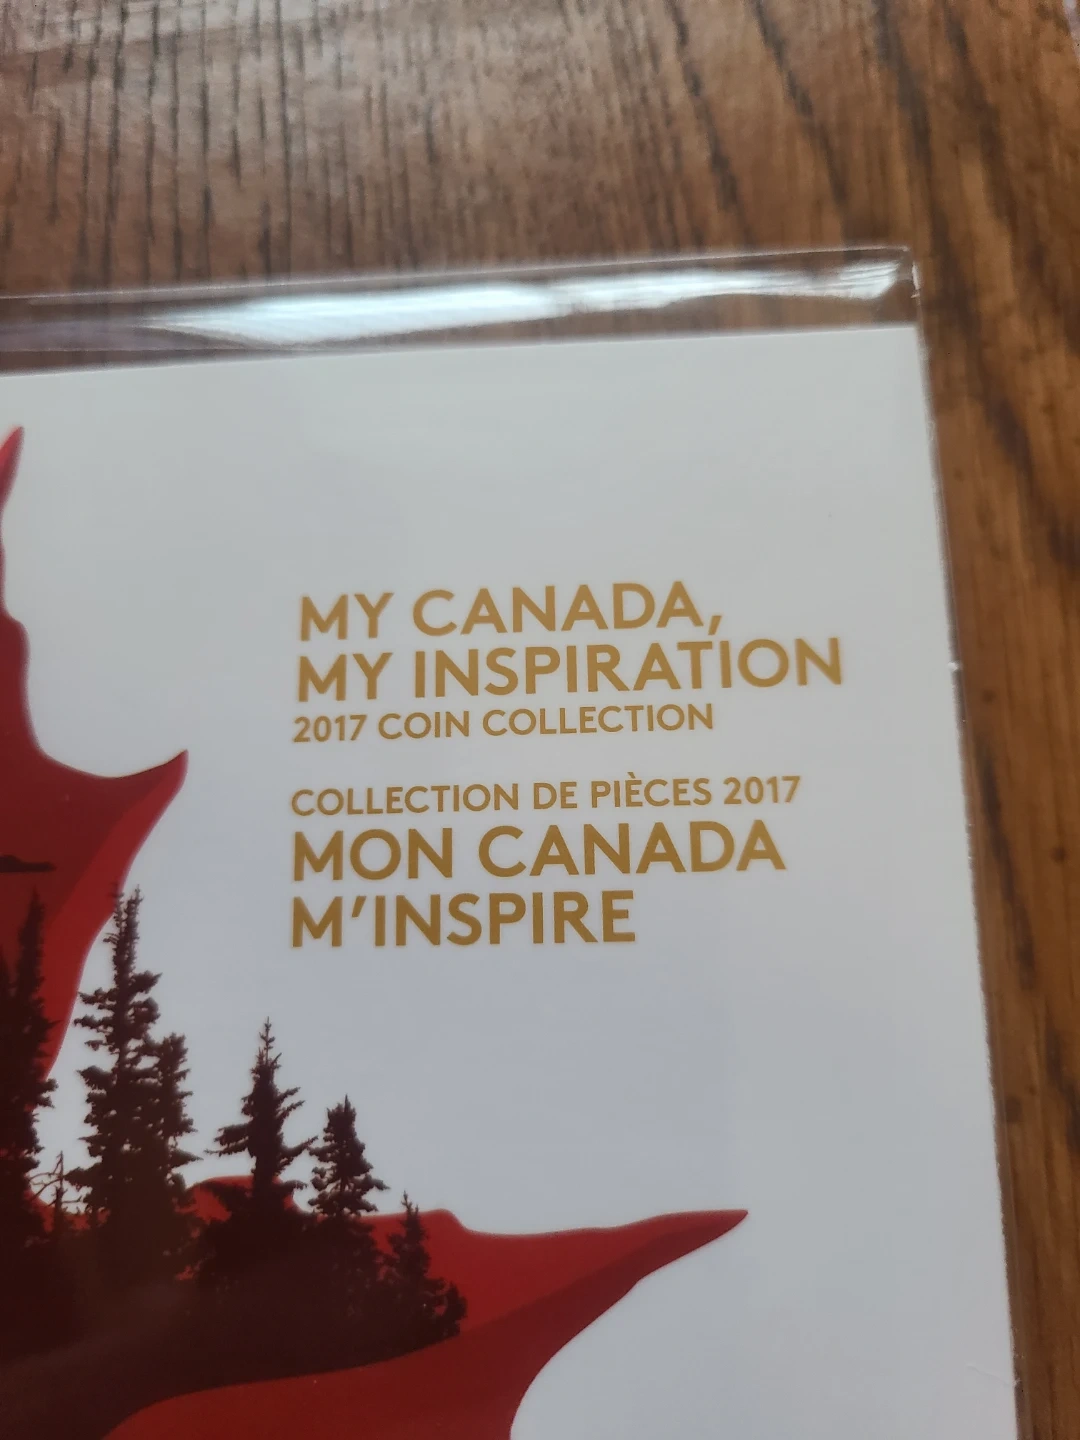 MY CANADA,
MY INSPIRATION
2017 COIN COLLECTION
COLLECTION DE PIÈCES 2017
MON CANADA
M'INSPIRE